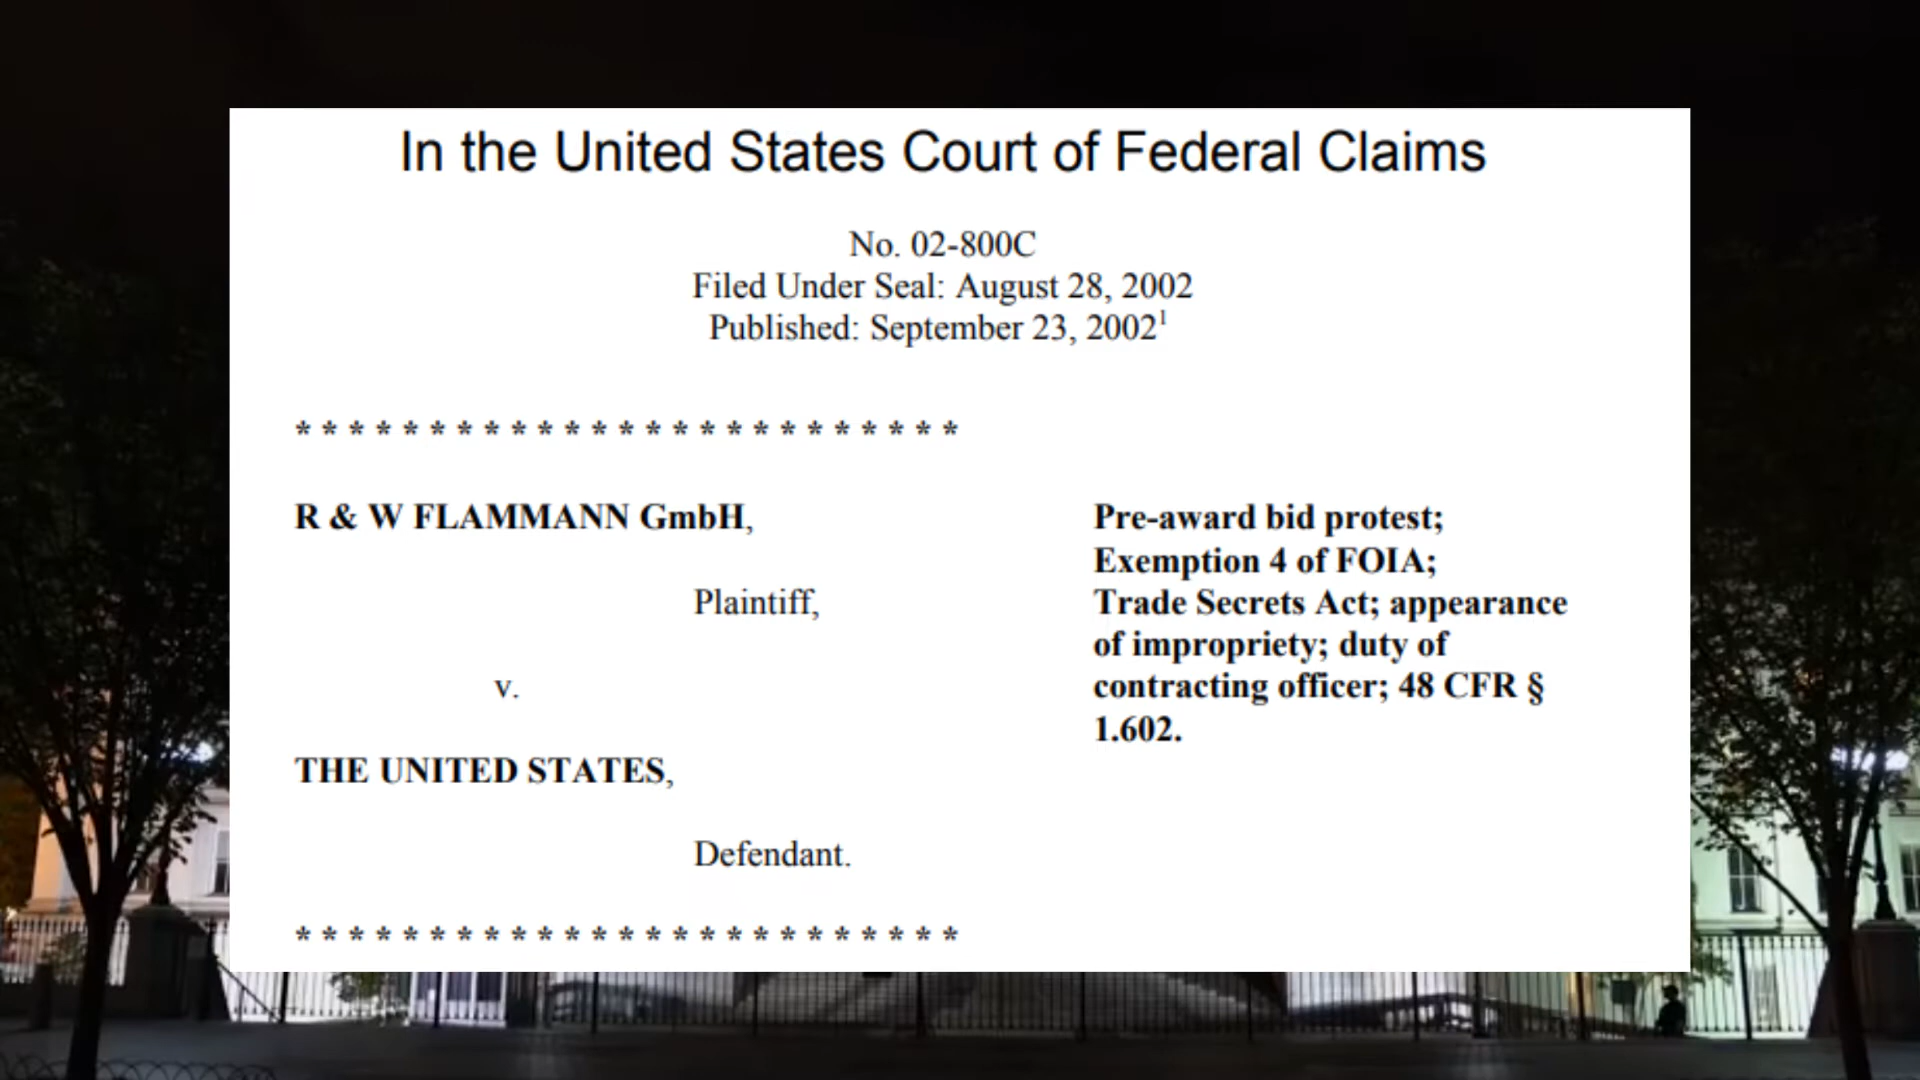 In the United States Court of Federal Claims
No. 02-800C
Filed Under Seal: August 28, 2002
Published: September 23, 2002¹
* * * * * * * * * * * * * * * * * * * * * * * * *
R & W FLAMMANN GmbH,
Plaintiff,
v.
THE UNITED STATES,
Defendant.
Pre-award bid protest;
Exemption 4 of FOIA;
Trade Secrets Act; appearance
of impropriety; duty of
contracting officer; 48 CFR §
1.602.
* * * * * * * * * * * * * * * * * * * * * * * * *